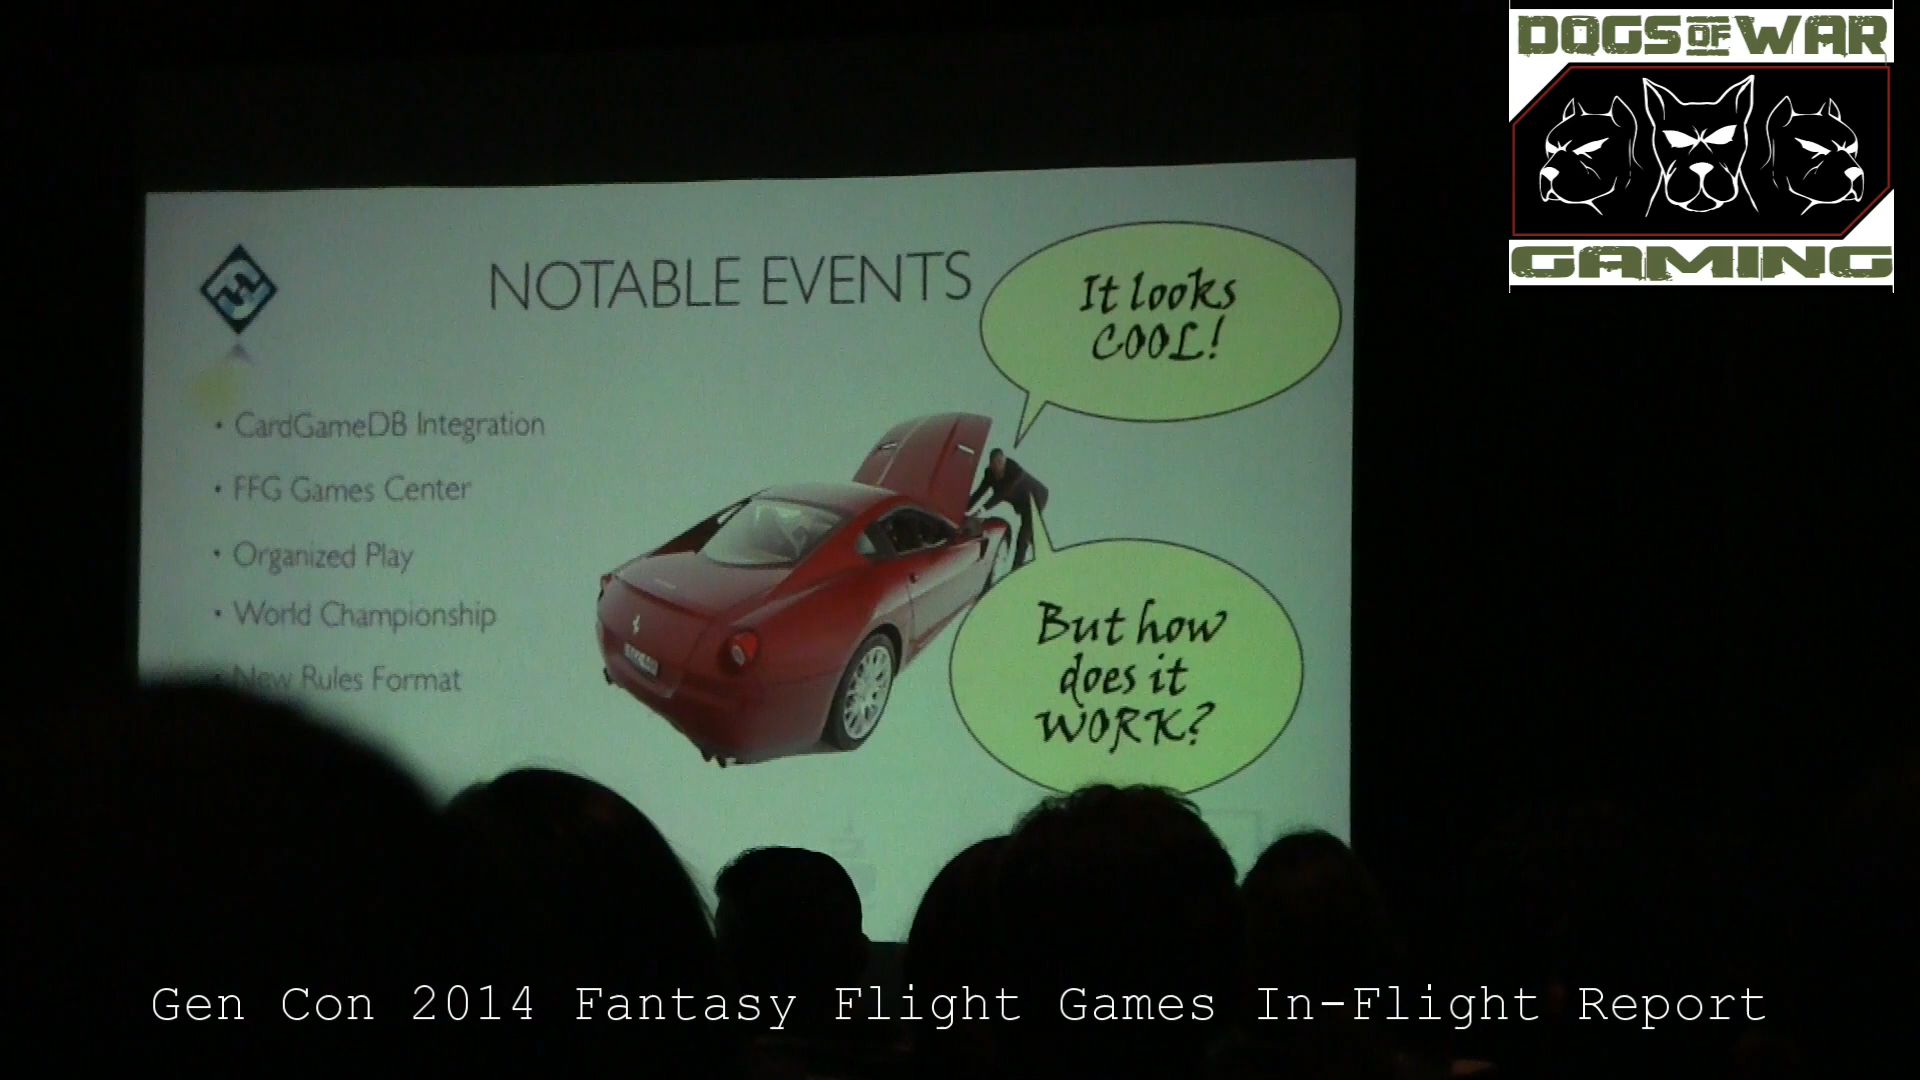 DOGS OF WAR
GAMING
NOTABLE EVENTS
It looks
COOL!
• CardGameDB Integration
• FFG Games Center
• Organized Play
• World Championship
• New Rules Format
But how
does it
WORK?
Gen Con 2014 Fantasy Flight Games In-Flight Report